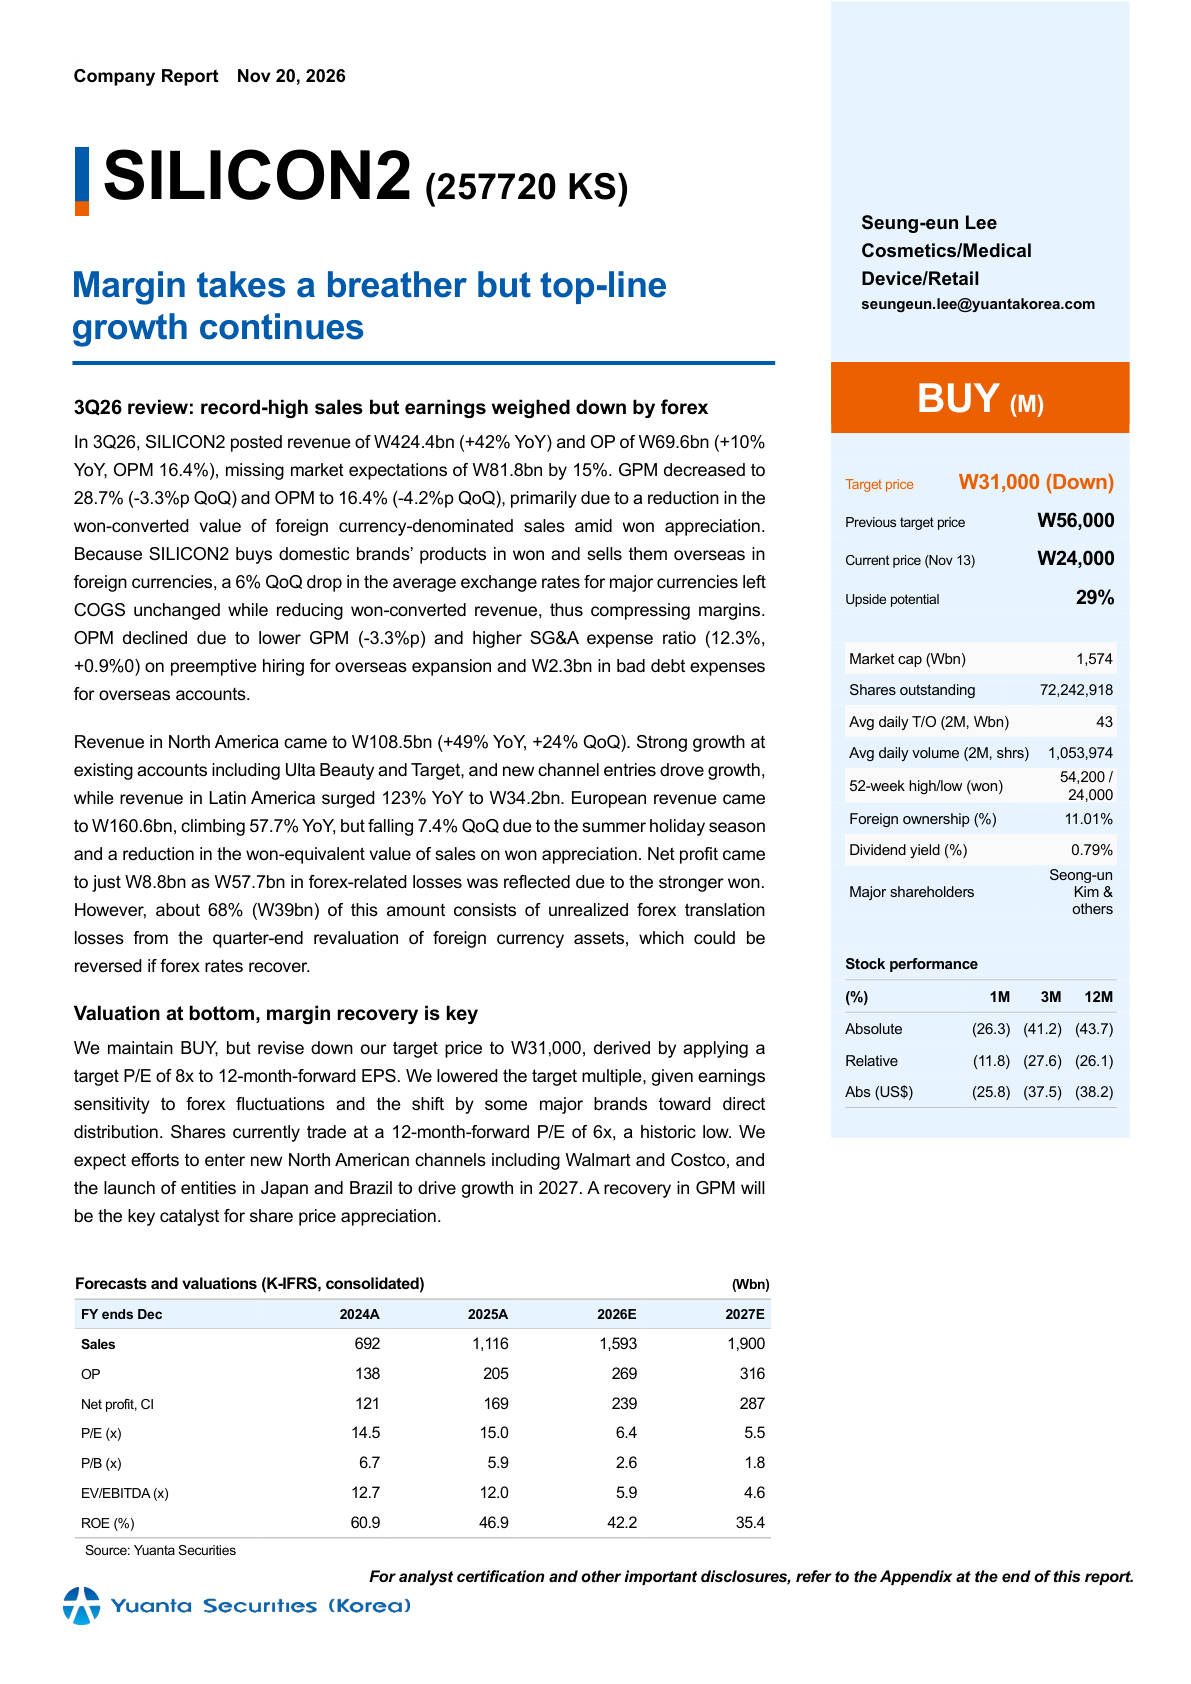 Company Report Nov 20, 2026
SILICON2 (257720 KS)
Margin takes a breather but top-line
growth continues
3Q26 review: record-high sales but earnings weighed down by forex
In 3Q26, SILICON2 posted revenue of W424.4bn (+42% YoY) and OP of W69.6bn (+10%
YoY, OPM 16.4%), missing market expectations of W81.8bn by 15%. GPM decreased to
28.7% (-3.3%p QoQ) and OPM to 16.4% (-4.2%p QoQ), primarily due to a reduction in the
won-converted value of foreign currency-denominated sales amid won appreciation.
Because SILICON2 buys domestic brands’ products in won and sells them overseas in
foreign currencies, a 6% QoQ drop in the average exchange rates for major currencies left
COGS unchanged while reducing won-converted revenue, thus compressing margins.
OPM declined due to lower GPM (-3.3%p) and higher SG&A expense ratio (12.3%,
+0.9%0) on preemptive hiring for overseas expansion and W2.3bn in bad debt expenses
for overseas accounts.
Revenue in North America came to W108.5bn (+49% YoY, +24% QoQ). Strong growth at
existing accounts including Ulta Beauty and Target, and new channel entries drove growth,
while revenue in Latin America surged 123% YoY to W34.2bn. European revenue came
to W160.6bn, climbing 57.7% YoY, but falling 7.4% QoQ due to the summer holiday season
and a reduction in the won-equivalent value of sales on won appreciation. Net profit came
to just W8.8bn as W57.7bn in forex-related losses was reflected due to the stronger won.
However, about 68% (W39bn) of this amount consists of unrealized forex translation
losses from the quarter-end revaluation of foreign currency assets, which could be
reversed if forex rates recover.
Valuation at bottom, margin recovery is key
We maintain BUY, but revise down our target price to W31,000, derived by applying a
target P/E of 8x to 12-month-forward EPS. We lowered the target multiple, given earnings
sensitivity to forex fluctuations and the shift by some major brands toward direct
distribution. Shares currently trade at a 12-month-forward P/E of 6x, a historic low. We
expect efforts to enter new North American channels including Walmart and Costco, and
the launch of entities in Japan and Brazil to drive growth in 2027. A recovery in GPM will
be the key catalyst for share price appreciation.
Forecasts and valuations (K-IFRS, consolidated) (Wbn)
FY ends Dec 2024A 2025A 2026E 2027E
Sales 692 1,116 1,593 1,900
OP 138 205 269 316
Net profit, CI 121 169 239 287
P/E (x) 14.5 15.0 6.4 5.5
P/B (x) 6.7 5.9 2.6 1.8
EV/EBITDA (x) 12.7 12.0 5.9 4.6
ROE (%) 60.9 46.9 42.2 35.4
Source: Yuanta Securities
Seung-eun Lee
Cosmetics/Medical
Device/Retail
seungeun.lee@yuantakorea.com
BUY (M)
Target price W31,000 (Down)
Previous target price W56,000
Current price (Nov 13) W24,000
Upside potential 29%
Market cap (Wbn) 1,574
Shares outstanding 72,242,918
Avg daily T/O (2M, Wbn) 43
Avg daily volume (2M, shrs) 1,053,974
52-week high/low (won) 54,200 /
24,000
Foreign ownership (%) 11.01%
Dividend yield (%) 0.79%
Major shareholders Seong-un
Kim &
others
Stock performance
(%) 1M 3M 12M
Absolute (26.3) (41.2) (43.7)
Relative (11.8) (27.6) (26.1)
Abs (US$) (25.8) (37.5) (38.2)
For analyst certification and other important disclosures, refer to the Appendix at the end of this report.
Yuanta Securities (Korea)